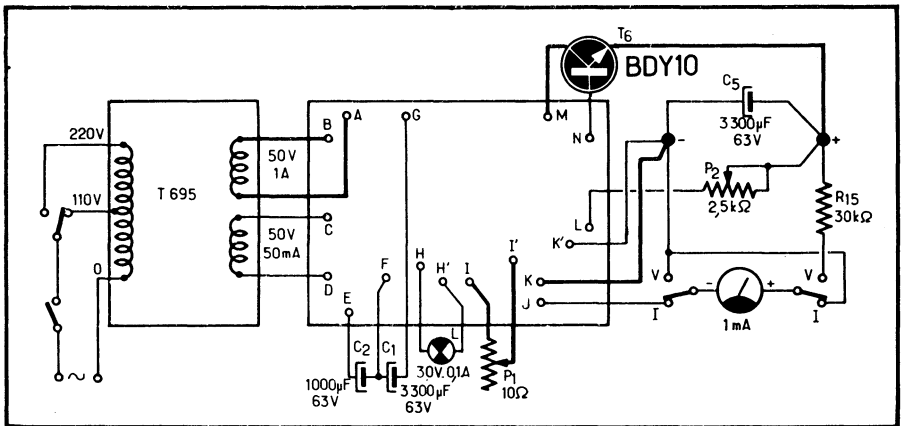 220V
110V
0
~
T 695
50V
1A
50V
50mA
B
A
G
C
D
E
F
H
H'
I
I'
M
N
L
K'
K
J
C2
1000µF
63V
C1
3300µF
63V
L
30V.0,1A
P1
10Ω
T6
BDY10
C5
3300µF
63V
-
+
P2
2,5kΩ
R15
30kΩ
V
V
I
-
+
I
1mA